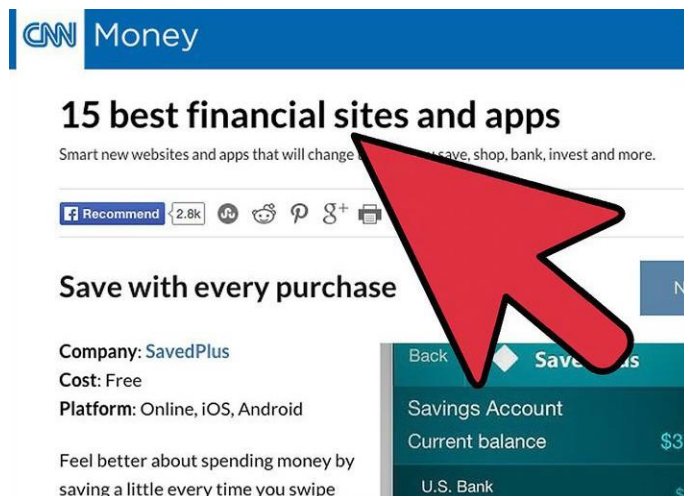 CNN Money
15 best financial sites and apps
Smart new websites and apps that will change save, shop, bank, invest and more.
Recommend 2.8k
Save with every purchase
Company: SavedPlus
Cost: Free
Platform: Online, iOS, Android
Feel better about spending money by
saving a little every time you swipe
Back
Savings Account
Current balance $3
U.S. Bank $